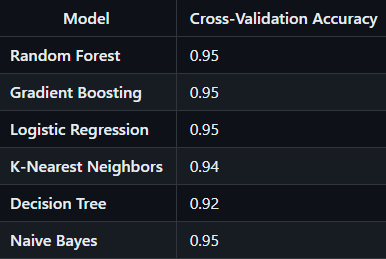 Model Cross-Validation Accuracy
Random Forest 0.95
Gradient Boosting 0.95
Logistic Regression 0.95
K-Nearest Neighbors 0.94
Decision Tree 0.92
Naive Bayes 0.95